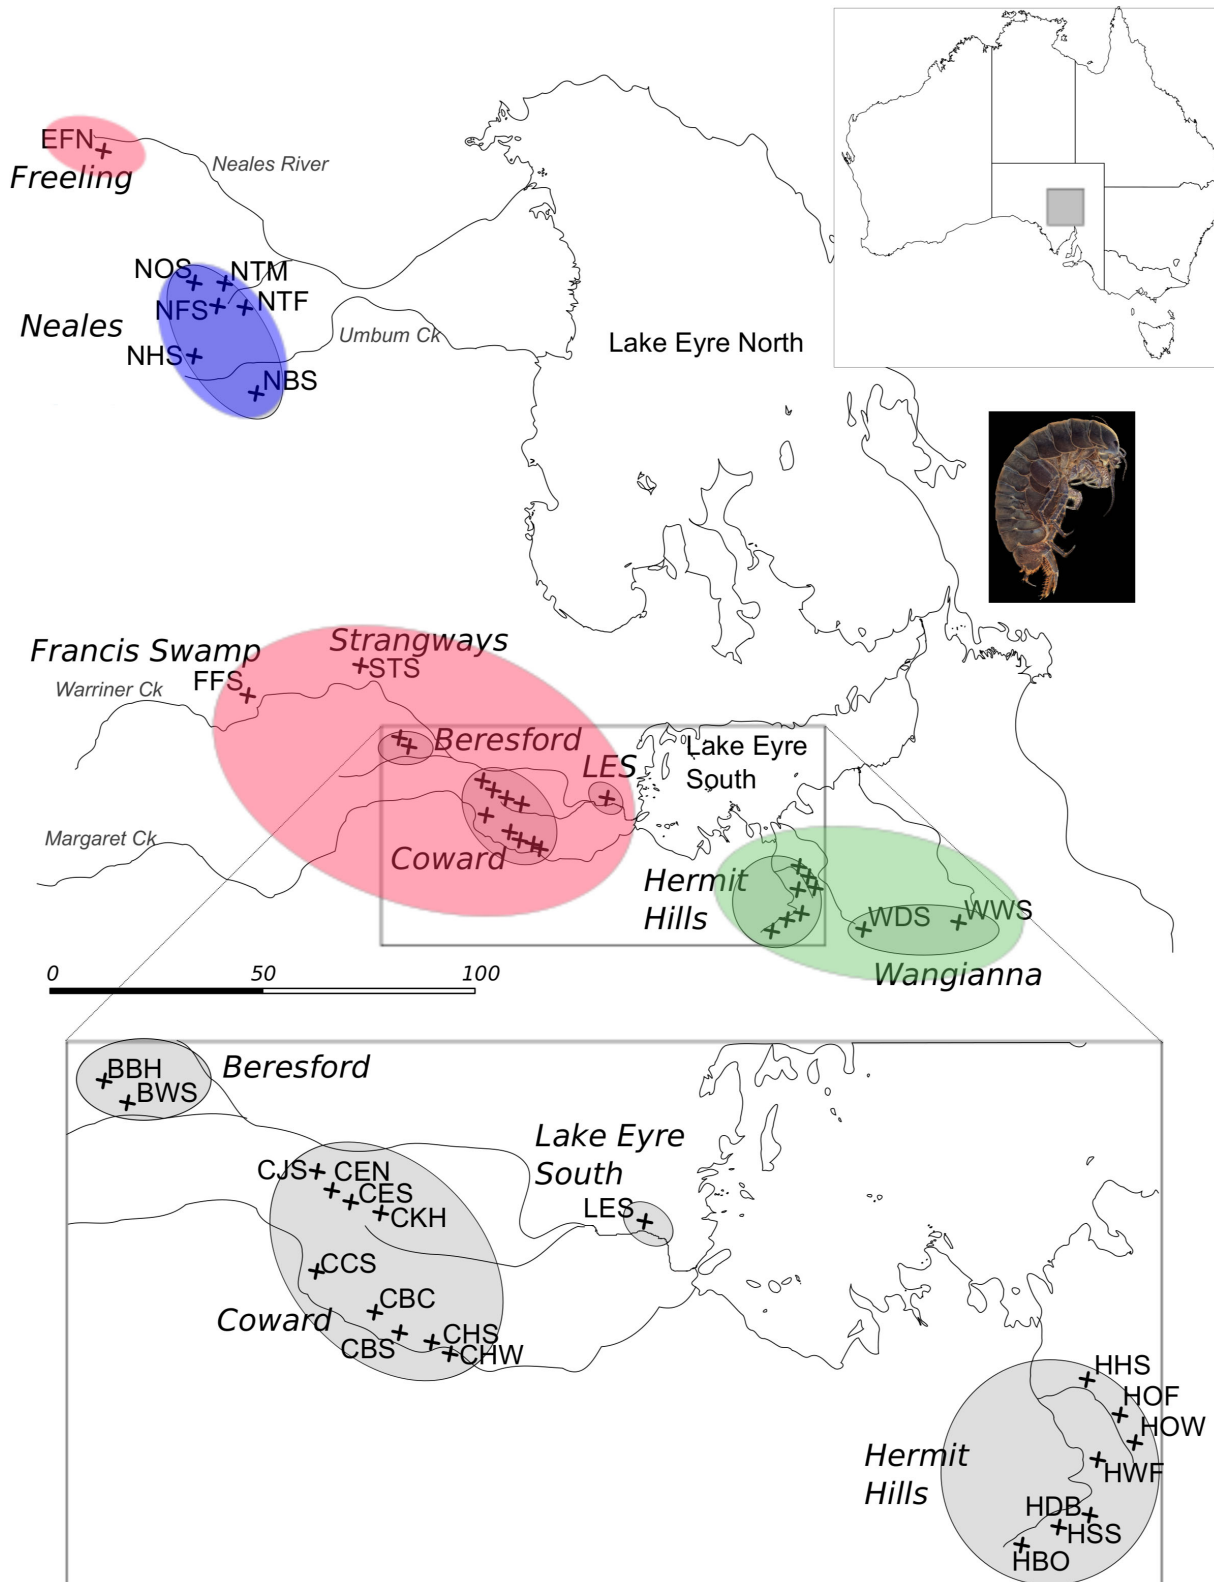 EFN
Freeling
Neales River
NOS
NTM
NFS
NTF
Neales
NHS
Umbum Ck
NBS
Lake Eyre North
Francis Swamp
Strangways
FFS
STS
Warriner Ck
Beresford
Lake Eyre
South
LES
Margaret Ck
Coward
Hermit
Hills
WDS
WWS
Wangianna
0
50
100
BBH
BWS
Beresford
Lake Eyre
South
CJS
CEN
CES
CKH
LES
CCS
CBC
Coward
CBS
CHS
CHW
HHS
HOF
HOW
Hermit
Hills
HWF
HDB
HSS
HBO